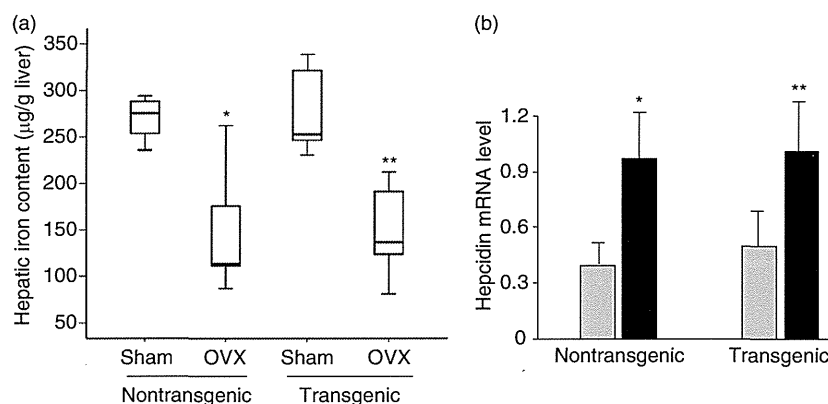 (a)
Hepatic iron content (μg/g liver)
350
300
250
200
150
100
50
*
**
Sham OVX Sham OVX
Nontransgenic Transgenic
(b)
Hepcidin mRNA level
1.2
0.9
0.6
0.3
0
*
**
Nontransgenic Transgenic